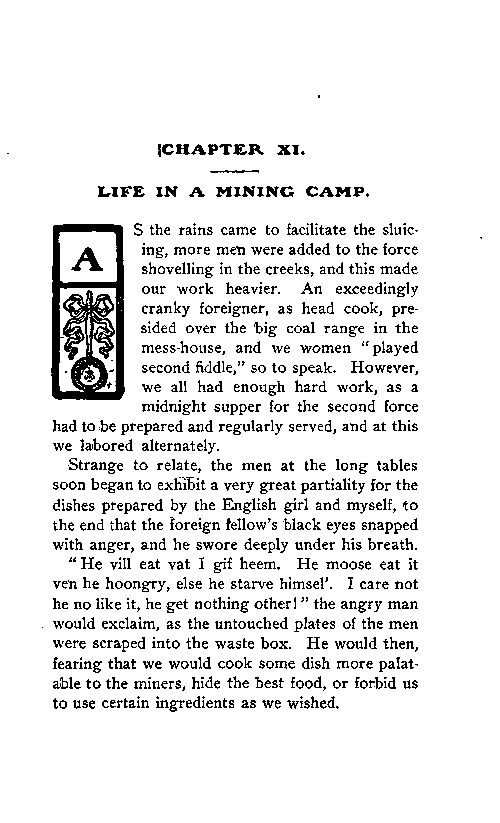 CHAPTER XI.
LIFE IN A MINING CAMP.
AS the rains came to facilitate the sluic-
ing, more men were added to the force
shovelling in the creeks, and this made
our work heavier. An exceedingly
cranky foreigner, as head cook, pre-
sided over the big coal range in the
mess-house, and we women "played
second fiddle," so to speak. However,
we all had enough hard work, as a
midnight supper for the second force
had to be prepared and regularly served, and at this
we labored alternately.
Strange to relate, the men at the long tables
soon began to exhibit a very great partiality for the
dishes prepared by the English girl and myself, to
the end that the foreign fellow's black eyes snapped
with anger, and he swore deeply under his breath.
"He vill eat vat I gif heem. He moose eat it
ven he hoongry, else he starve himsel'. I care not
he no like it, he get nothing other!" the angry man
would exclaim, as the untouched plates of the men
were scraped into the waste box. He would then,
fearing that we would cook some dish more palat-
able to the miners, hide the best food, or forbid us
to use certain ingredients as we wished.